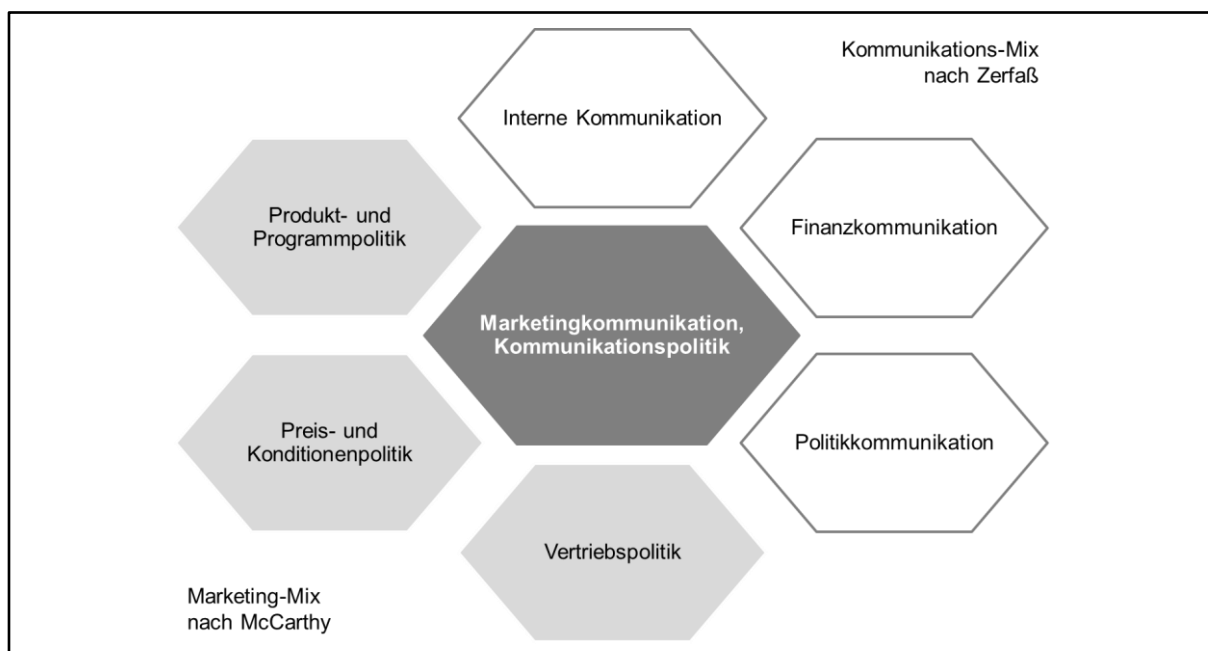 Kommunikations-Mix
nach Zerfaß
Interne Kommunikation
Produkt- und
Programmpolitik
Finanzkommunikation
Marketingkommunikation,
Kommunikationspolitik
Preis- und
Konditionenpolitik
Politikkommunikation
Vertriebspolitik
Marketing-Mix
nach McCarthy